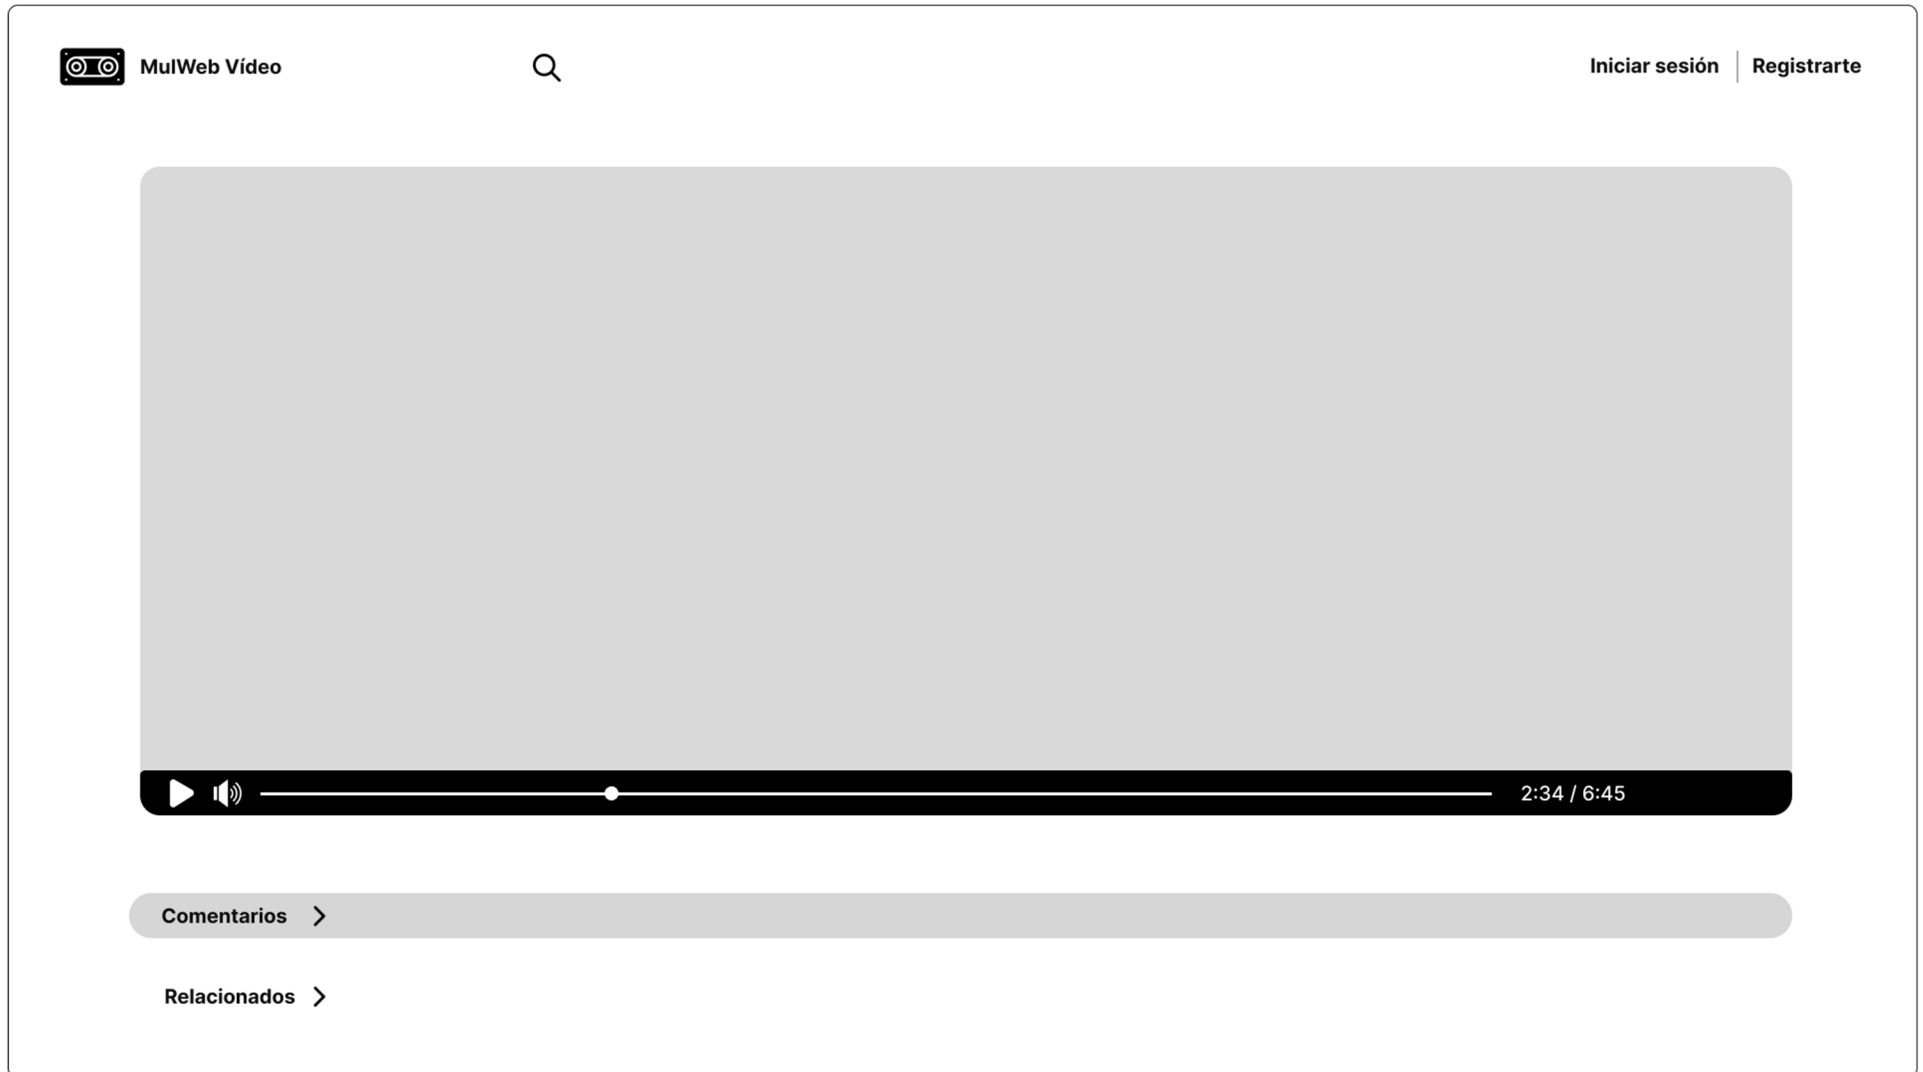 MulWeb Vídeo
Iniciar sesión
Registrarte
2:34 / 6:45
Comentarios
Relacionados